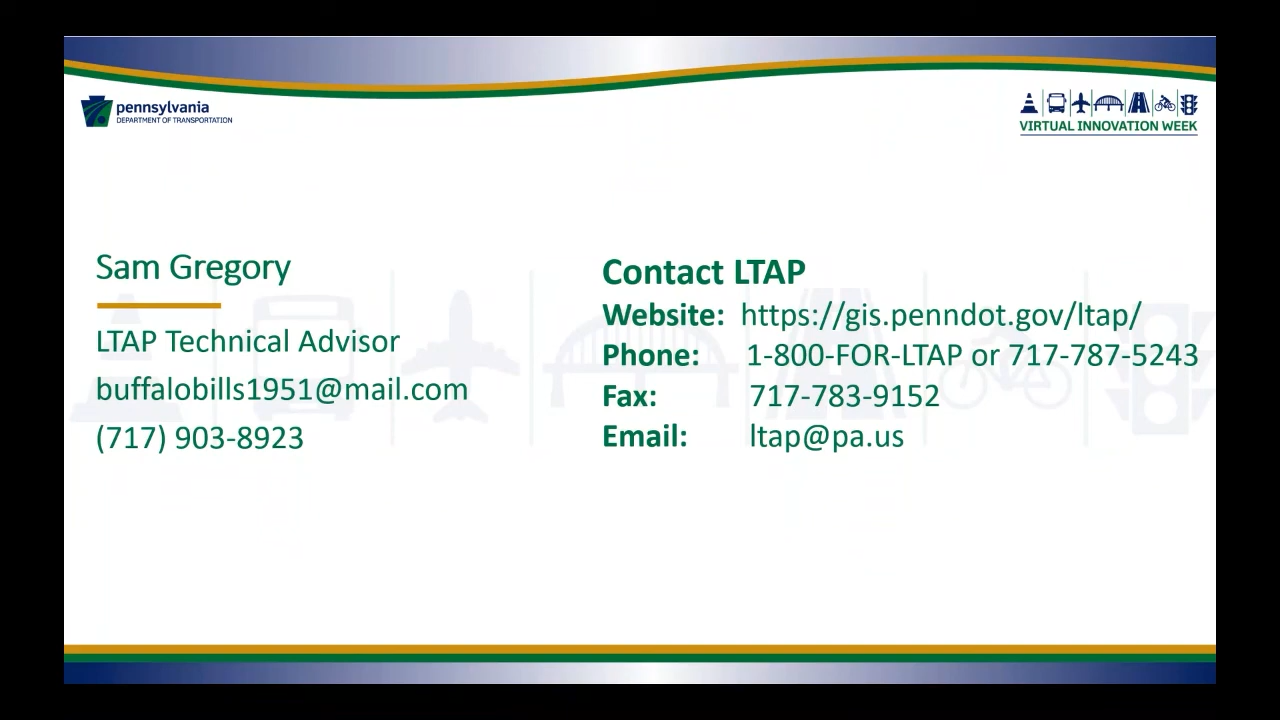 pennsylvania
DEPARTMENT OF TRANSPORTATION
VIRTUAL INNOVATION WEEK
Sam Gregory
LTAP Technical Advisor
buffalobills1951@mail.com
(717) 903-8923
Contact LTAP
Website: https://gis.penndot.gov/ltap/
Phone: 1-800-FOR-LTAP or 717-787-5243
Fax: 717-783-9152
Email: ltap@pa.us